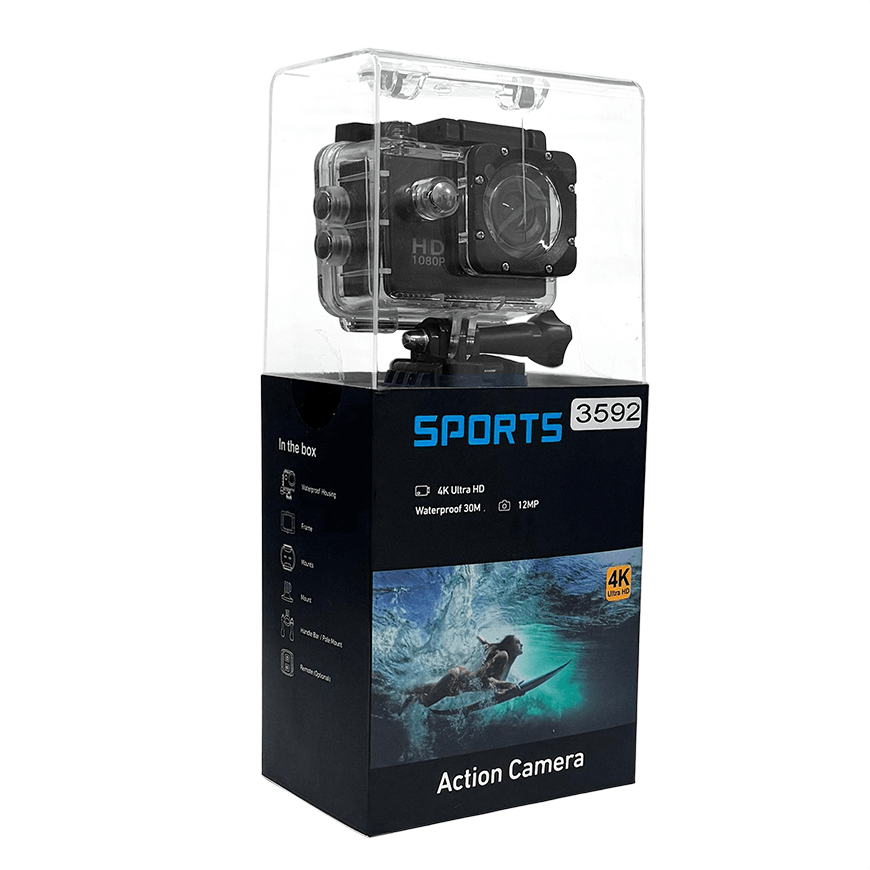 HD
1080P
SPORTS
3592
In the box
Waterproof Housing
Frame
Mounts
Mount
Handle Bar / Pole Mount
Remote (Optional)
4K Ultra HD
Waterproof 30M . 12MP
4K
Ultra HD
Action Camera